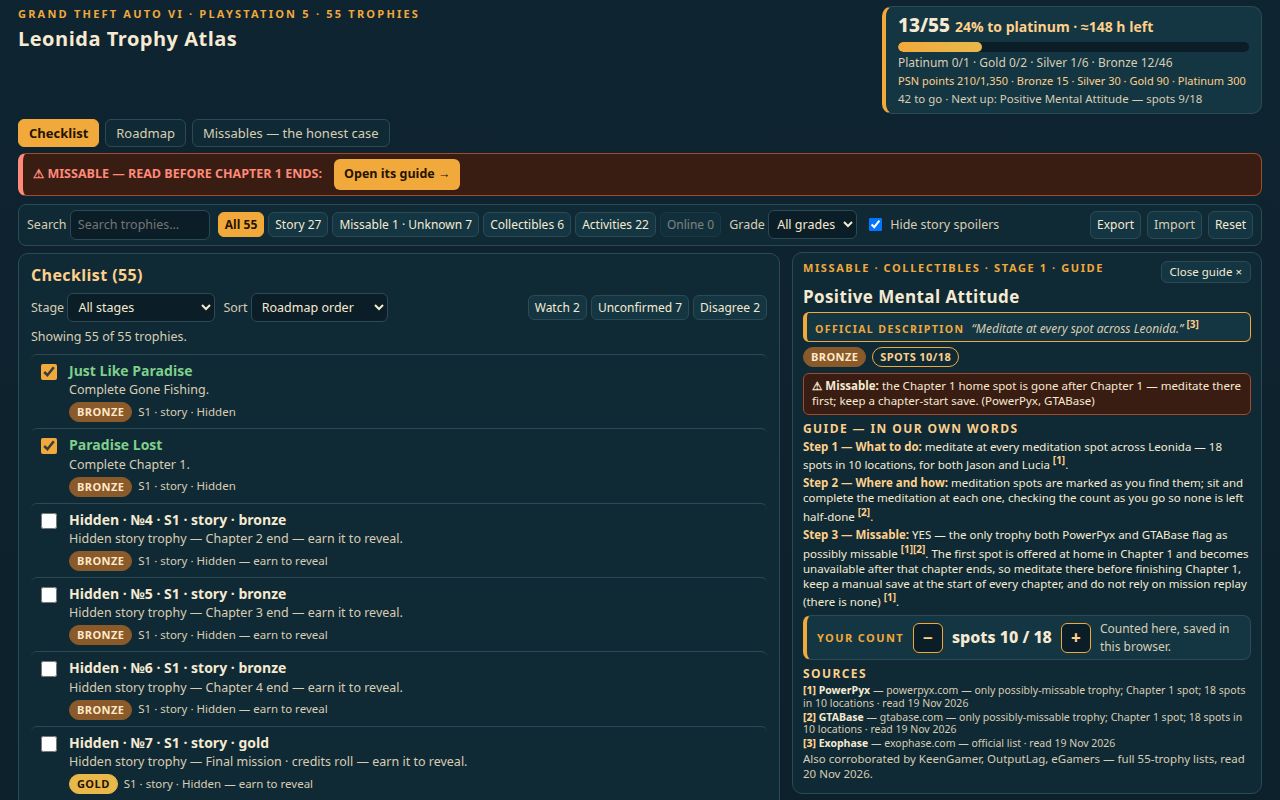 GRAND THEFT AUTO VI · PLAYSTATION 5 · 55 TROPHIES
Leonida Trophy Atlas
13/55 24% to platinum · ≈148 h left
Platinum 0/1 · Gold 0/2 · Silver 1/6 · Bronze 12/46
PSN points 210/1,350 · Bronze 15 · Silver 30 · Gold 90 · Platinum 300
42 to go · Next up: Positive Mental Attitude — spots 9/18
Checklist Roadmap Missables — the honest case
⚠ MISSABLE — READ BEFORE CHAPTER 1 ENDS: Open its guide →
Search Search trophies... All 55 Story 27 Missable 1 · Unknown 7 Collectibles 6 Activities 22 Online 0 Grade All grades Hide story spoilers Export Import Reset
Checklist (55)
Stage All stages Sort Roadmap order Watch 2 Unconfirmed 7 Disagree 2
Showing 55 of 55 trophies.
Just Like Paradise
Complete Gone Fishing.
BRONZE S1 · story · Hidden
Paradise Lost
Complete Chapter 1.
BRONZE S1 · story · Hidden
Hidden · №4 · S1 · story · bronze
Hidden story trophy — Chapter 2 end — earn it to reveal.
BRONZE S1 · story · Hidden — earn to reveal
Hidden · №5 · S1 · story · bronze
Hidden story trophy — Chapter 3 end — earn it to reveal.
BRONZE S1 · story · Hidden — earn to reveal
Hidden · №6 · S1 · story · bronze
Hidden story trophy — Chapter 4 end — earn it to reveal.
BRONZE S1 · story · Hidden — earn to reveal
Hidden · №7 · S1 · story · gold
Hidden story trophy — Final mission · credits roll — earn it to reveal.
GOLD S1 · story · Hidden — earn to reveal
MISSABLE · COLLECTIBLES · STAGE 1 · GUIDE Close guide ×
Positive Mental Attitude
OFFICIAL DESCRIPTION “Meditate at every spot across Leonida.” [3]
BRONZE SPOTS 10/18
⚠ Missable: the Chapter 1 home spot is gone after Chapter 1 — meditate there
first; keep a chapter-start save. (PowerPyx, GTABase)
GUIDE — IN OUR OWN WORDS
Step 1 — What to do: meditate at every meditation spot across Leonida — 18
spots in 10 locations, for both Jason and Lucia [1].
Step 2 — Where and how: meditation spots are marked as you find them; sit and
complete the meditation at each one, checking the count as you go so none is left
half-done [2].
Step 3 — Missable: YES — the only trophy both PowerPyx and GTABase flag as
possibly missable [1][2]. The first spot is offered at home in Chapter 1 and becomes
unavailable after that chapter ends, so meditate there before finishing Chapter 1,
keep a manual save at the start of every chapter, and do not rely on mission replay
(there is none) [1].
YOUR COUNT − spots 10 / 18 + Counted here, saved in
this browser.
SOURCES
[1] PowerPyx — powerpyx.com — only possibly-missable trophy; Chapter 1 spot; 18 spots
in 10 locations · read 19 Nov 2026
[2] GTABase — gtabase.com — only possibly-missable trophy; Chapter 1 spot; 18 spots in
10 locations · read 19 Nov 2026
[3] Exophase — exophase.com — official list · read 19 Nov 2026
Also corroborated by KeenGamer, OutputLag, eGamers — full 55-trophy lists, read
20 Nov 2026.